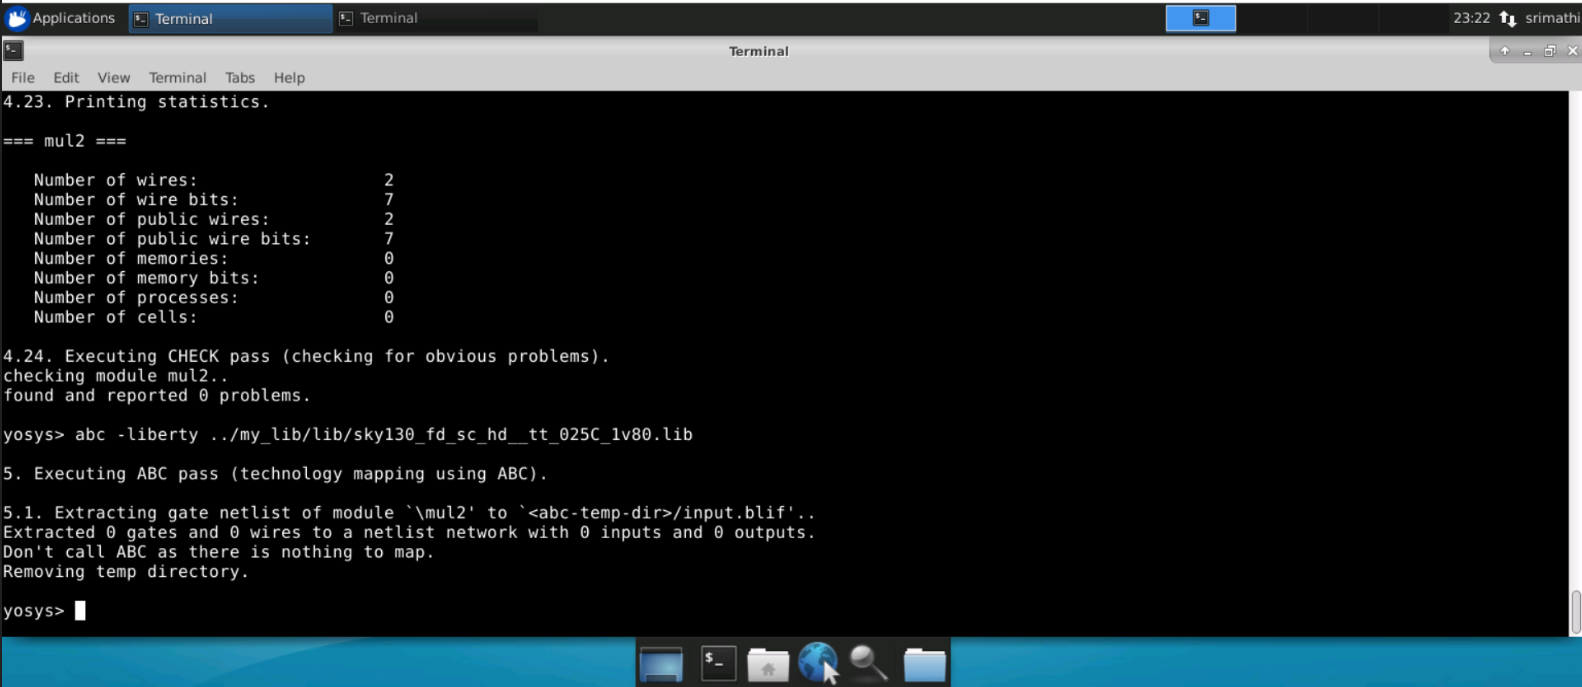 Applications
Terminal
Terminal
23:22
srimathi
Terminal
File Edit View Terminal Tabs Help
4.23. Printing statistics.
=== mul2 ===
Number of wires: 2
Number of wire bits: 7
Number of public wires: 2
Number of public wire bits: 7
Number of memories: 0
Number of memory bits: 0
Number of processes: 0
Number of cells: 0
4.24. Executing CHECK pass (checking for obvious problems).
checking module mul2..
found and reported 0 problems.
yosys> abc -liberty ../my_lib/lib/sky130_fd_sc_hd__tt_025C_1v80.lib
5. Executing ABC pass (technology mapping using ABC).
5.1. Extracting gate netlist of module `\mul2' to `<abc-temp-dir>/input.blif'..
Extracted 0 gates and 0 wires to a netlist network with 0 inputs and 0 outputs.
Don't call ABC as there is nothing to map.
Removing temp directory.
yosys>